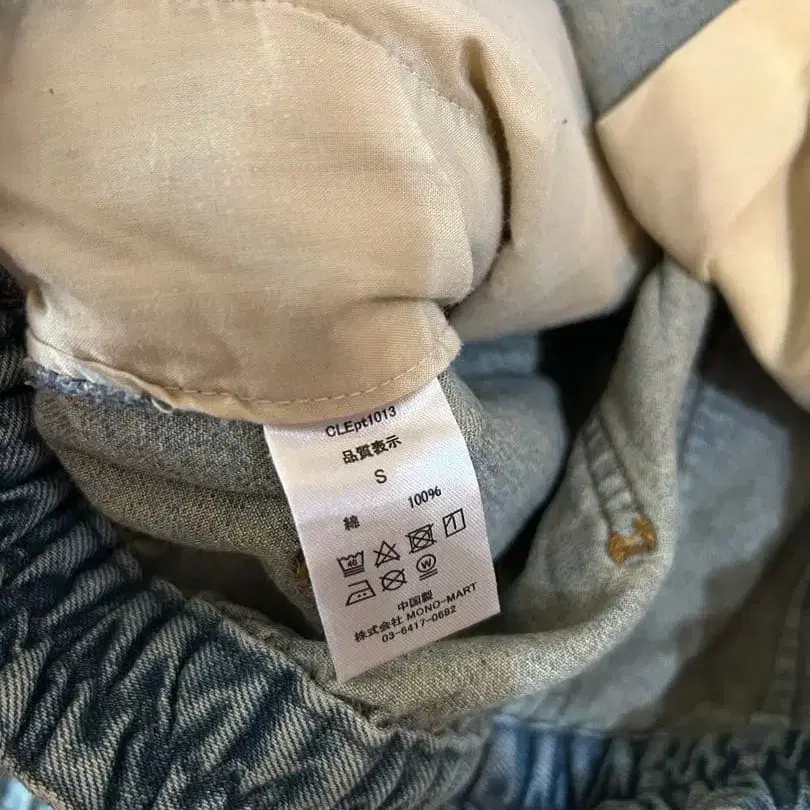 CLEpt1013
品質表示
S
綿 100%
40
W
中国製
株式会社 MONO-MART
03-6417-0682